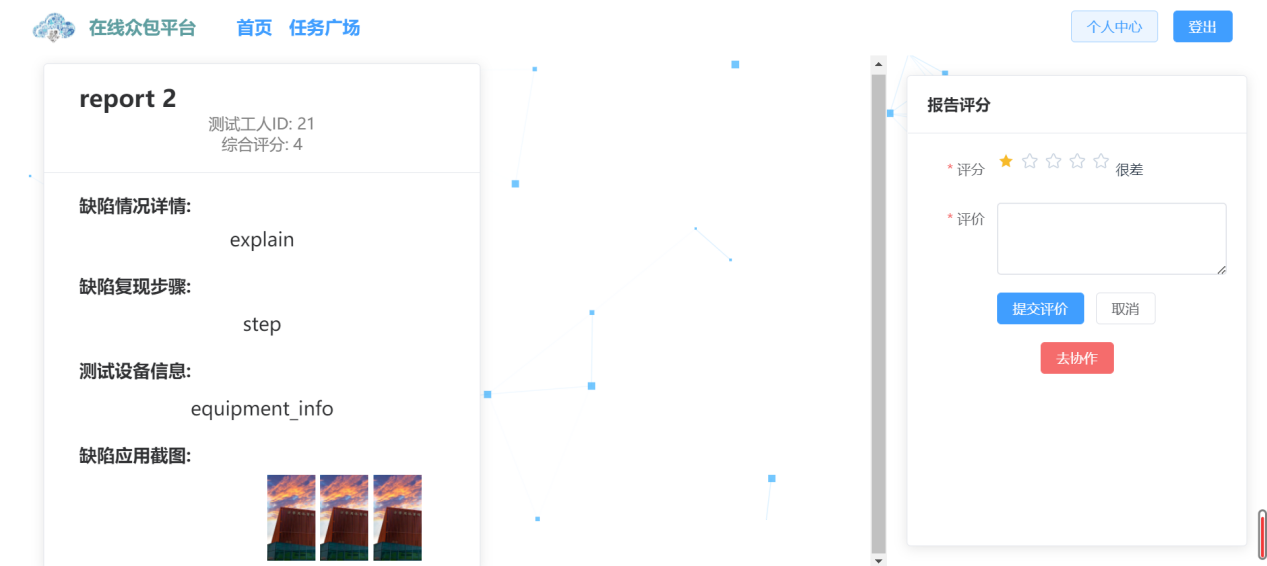 在线众包平台 首页 任务广场 个人中心 登出
report 2
测试工人ID: 21
综合评分: 4
缺陷情况详情:
explain
缺陷复现步骤:
step
测试设备信息:
equipment_info
缺陷应用截图:
报告评分
* 评分 很差
* 评价
提交评价 取消
去协作